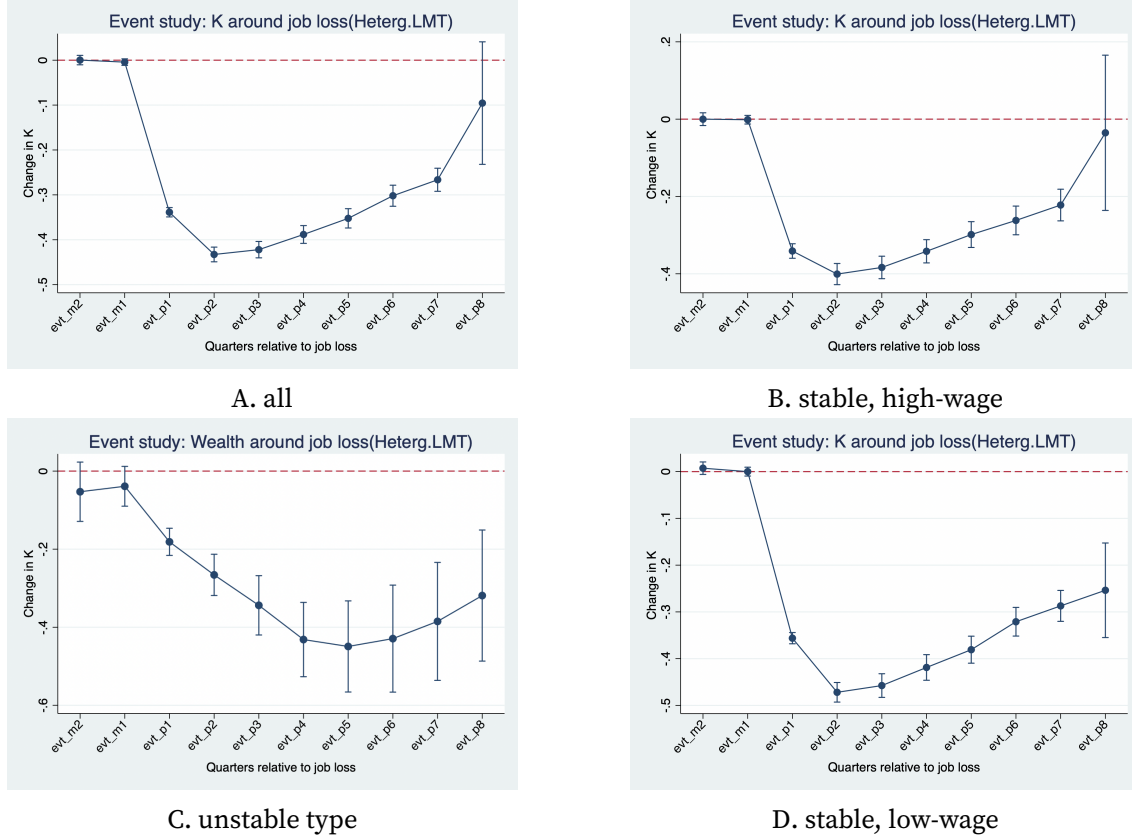 Event study: K around job loss(Heterg.LMT)
Change in K
0
-.1
-.2
-.3
-.4
-.5
evt_m2
evt_m1
evt_p1
evt_p2
evt_p3
evt_p4
evt_p5
evt_p6
evt_p7
evt_p8
Quarters relative to job loss
A. all
Event study: K around job loss(Heterg.LMT)
Change in K
.2
0
-.2
-.4
evt_m2
evt_m1
evt_p1
evt_p2
evt_p3
evt_p4
evt_p5
evt_p6
evt_p7
evt_p8
Quarters relative to job loss
B. stable, high-wage
Event study: Wealth around job loss(Heterg.LMT)
Change in K
0
-.2
-.4
-.6
evt_m2
evt_m1
evt_p1
evt_p2
evt_p3
evt_p4
evt_p5
evt_p6
evt_p7
evt_p8
Quarters relative to job loss
C. unstable type
Event study: K around job loss(Heterg.LMT)
Change in K
0
-.1
-.2
-.3
-.4
-.5
evt_m2
evt_m1
evt_p1
evt_p2
evt_p3
evt_p4
evt_p5
evt_p6
evt_p7
evt_p8
Quarters relative to job loss
D. stable, low-wage